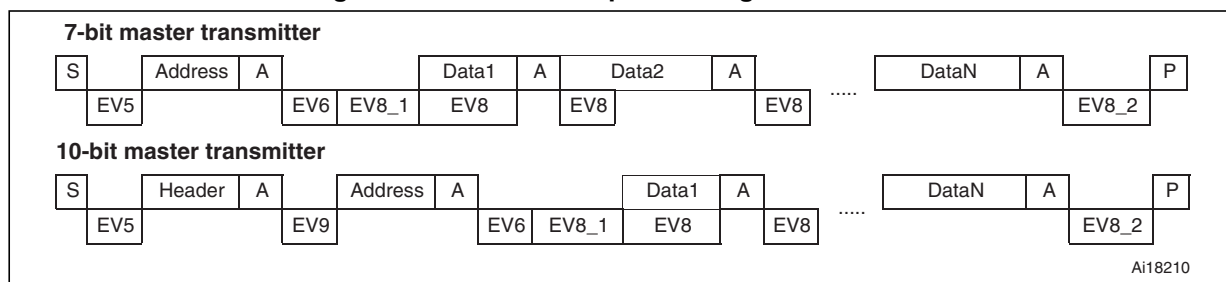 7-bit master transmitter
S Address A Data1 A Data2 A ..... DataN A P
EV5 EV6 EV8_1 EV8 EV8 EV8 EV8_2
10-bit master transmitter
S Header A Address A Data1 A ..... DataN A P
EV5 EV9 EV6 EV8_1 EV8 EV8 EV8_2
Ai18210